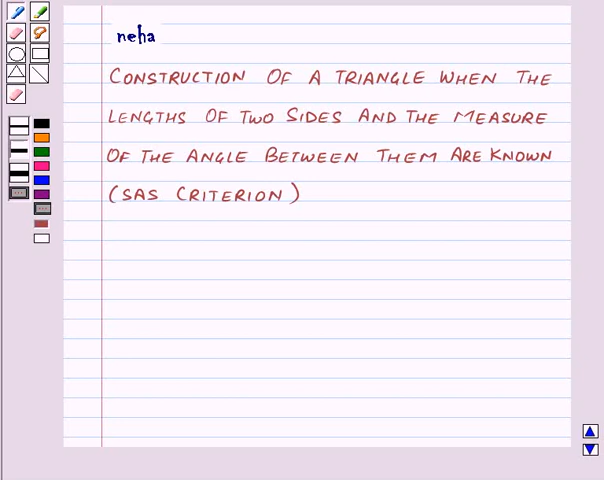 neha
CONSTRUCTION OF A TRIANGLE WHEN THE
LENGTHS OF TWO SIDES AND THE MEASURE
OF THE ANGLE BETWEEN THEM ARE KNOWN
(SAS CRITERION)